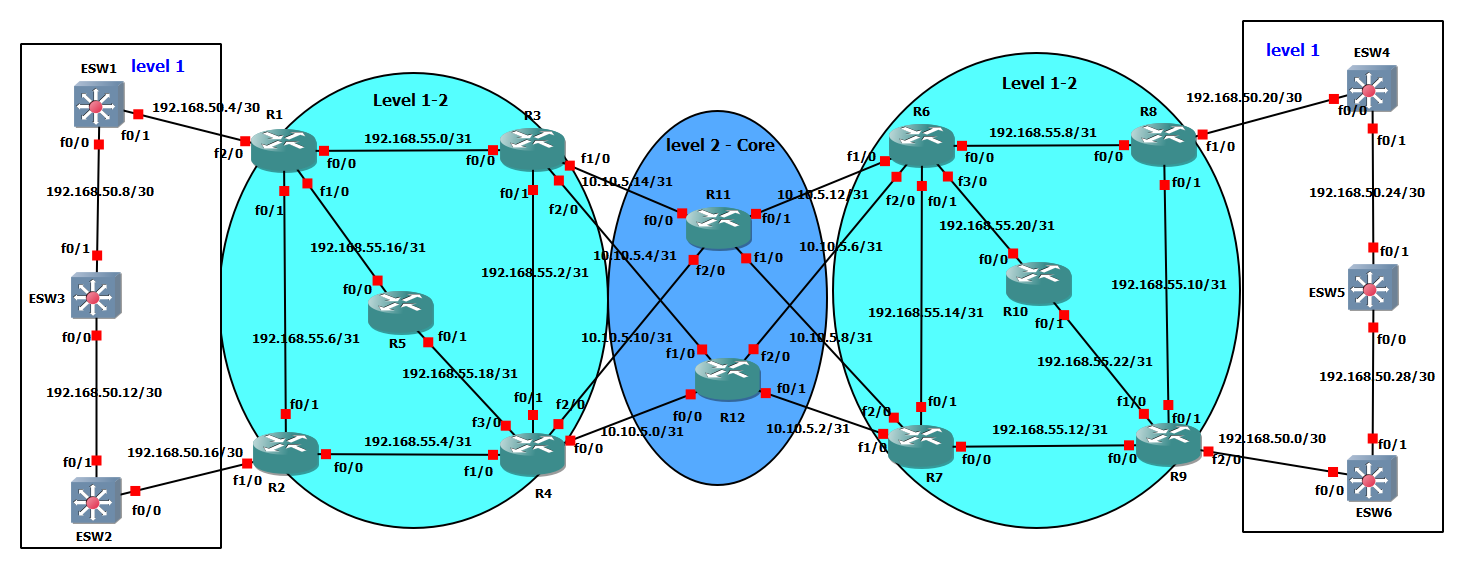 level 1
ESW1
f0/0
f0/1
192.168.50.4/30
192.168.50.8/30
f0/1
ESW3
f0/0
192.168.50.12/30
f0/1
ESW2
f0/0
192.168.50.16/30
Level 1-2
R1
f2/0
f0/0
f0/1
f1/0
192.168.55.0/31
R3
f0/0
f1/0
f0/1
f2/0
192.168.55.16/31
192.168.55.2/31
f0/0
R5
f0/1
192.168.55.6/31
192.168.55.18/31
f0/1
f1/0
R2
f0/0
192.168.55.4/31
f3/0
f0/1
f2/0
f1/0
f0/0
R4
level 2 - Core
10.10.5.14/31
10.10.5.12/31
R11
f0/0
f0/1
f2/0
f1/0
10.10.5.4/31
10.10.5.6/31
10.10.5.10/31
10.10.5.8/31
f1/0
f2/0
f0/0
f0/1
R12
10.10.5.0/31
10.10.5.2/31
Level 1-2
R6
f1/0
f0/0
f2/0
f0/1
f3/0
192.168.55.8/31
R8
f0/0
f1/0
f0/1
192.168.55.20/31
f0/0
R10
f0/1
192.168.55.10/31
192.168.55.14/31
192.168.55.22/31
f2/0
f0/1
f1/0
f0/0
R7
192.168.55.12/31
f1/0
f0/1
f0/0
f2/0
R9
level 1
ESW4
192.168.50.20/30
f0/0
f0/1
192.168.50.24/30
f0/1
ESW5
f0/0
192.168.50.28/30
f0/1
192.168.50.0/30
f0/0
ESW6